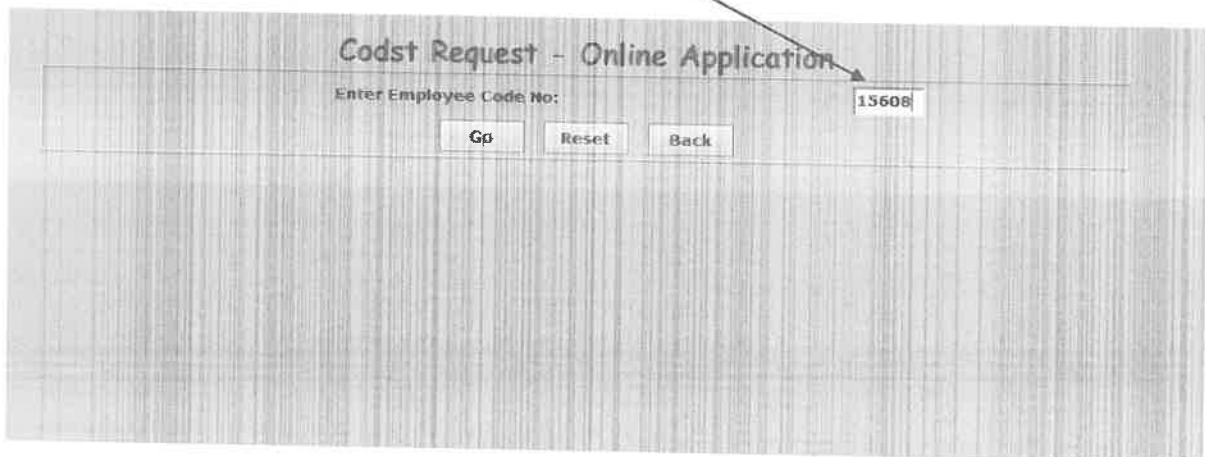 Codst Request - Online Application
Enter Employee Code No: 15608
Go Reset Back